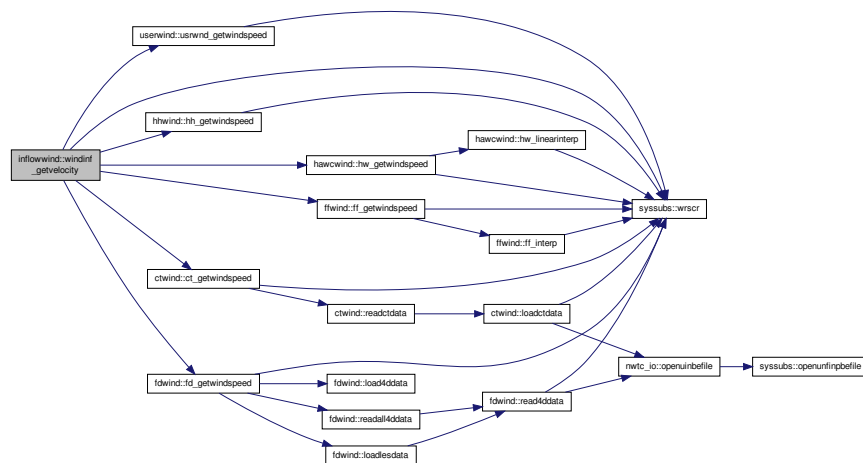 userwind::usrwnd_getwindspeed
hhwind::hh_getwindspeed
hawcwind::hw_linearinterp
inflowwind::windinf
_getvelocity
hawcwind::hw_getwindspeed
ffwind::ff_getwindspeed
syssubs::wrscr
ffwind::ff_interp
ctwind::ct_getwindspeed
ctwind::readctdata
ctwind::loadctdata
nwtc_io::openuinbefile
syssubs::openunfinpbefile
fdwind::fd_getwindspeed
fdwind::load4ddata
fdwind::read4ddata
fdwind::readall4ddata
fdwind::loadlesdata